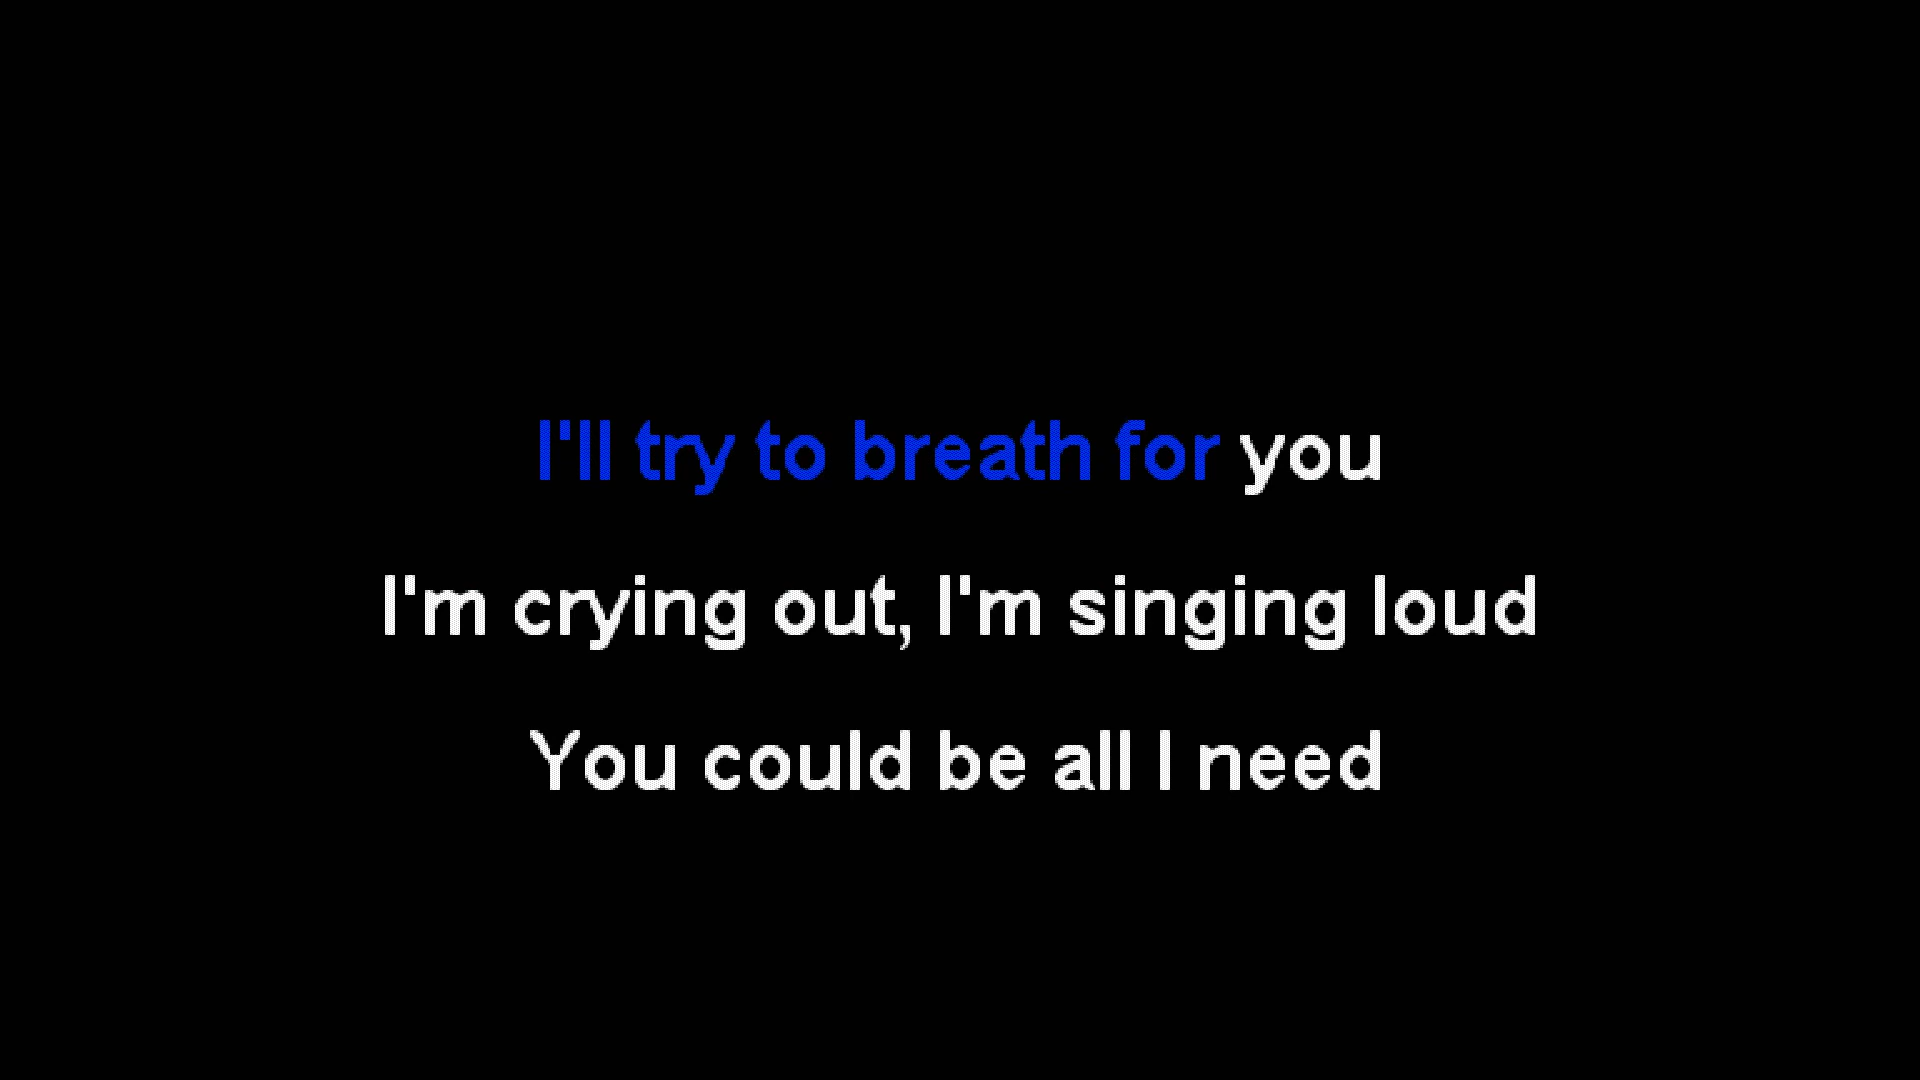 I'll try to breath for you
I'm crying out, I'm singing loud
You could be all I need